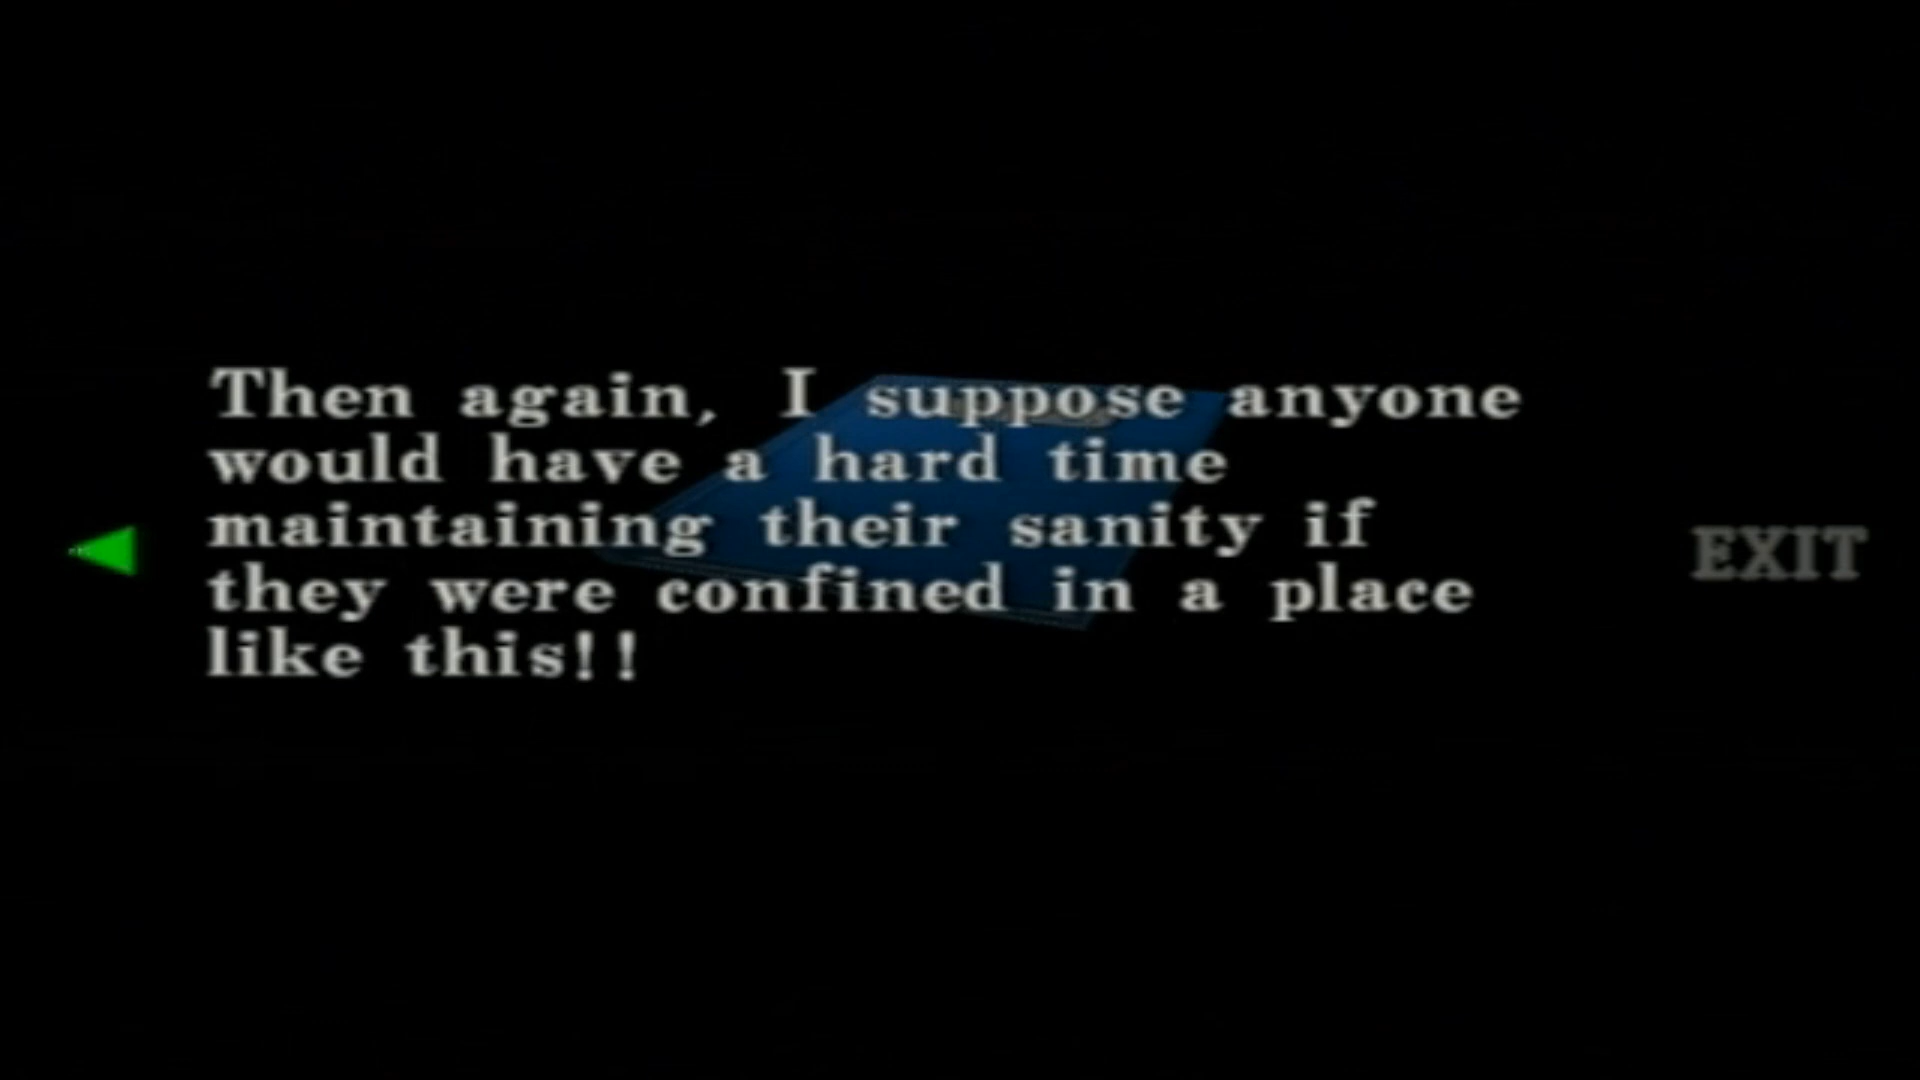 Then again, I suppose anyone
would have a hard time
maintaining their sanity if
they were confined in a place
like this!!
EXIT